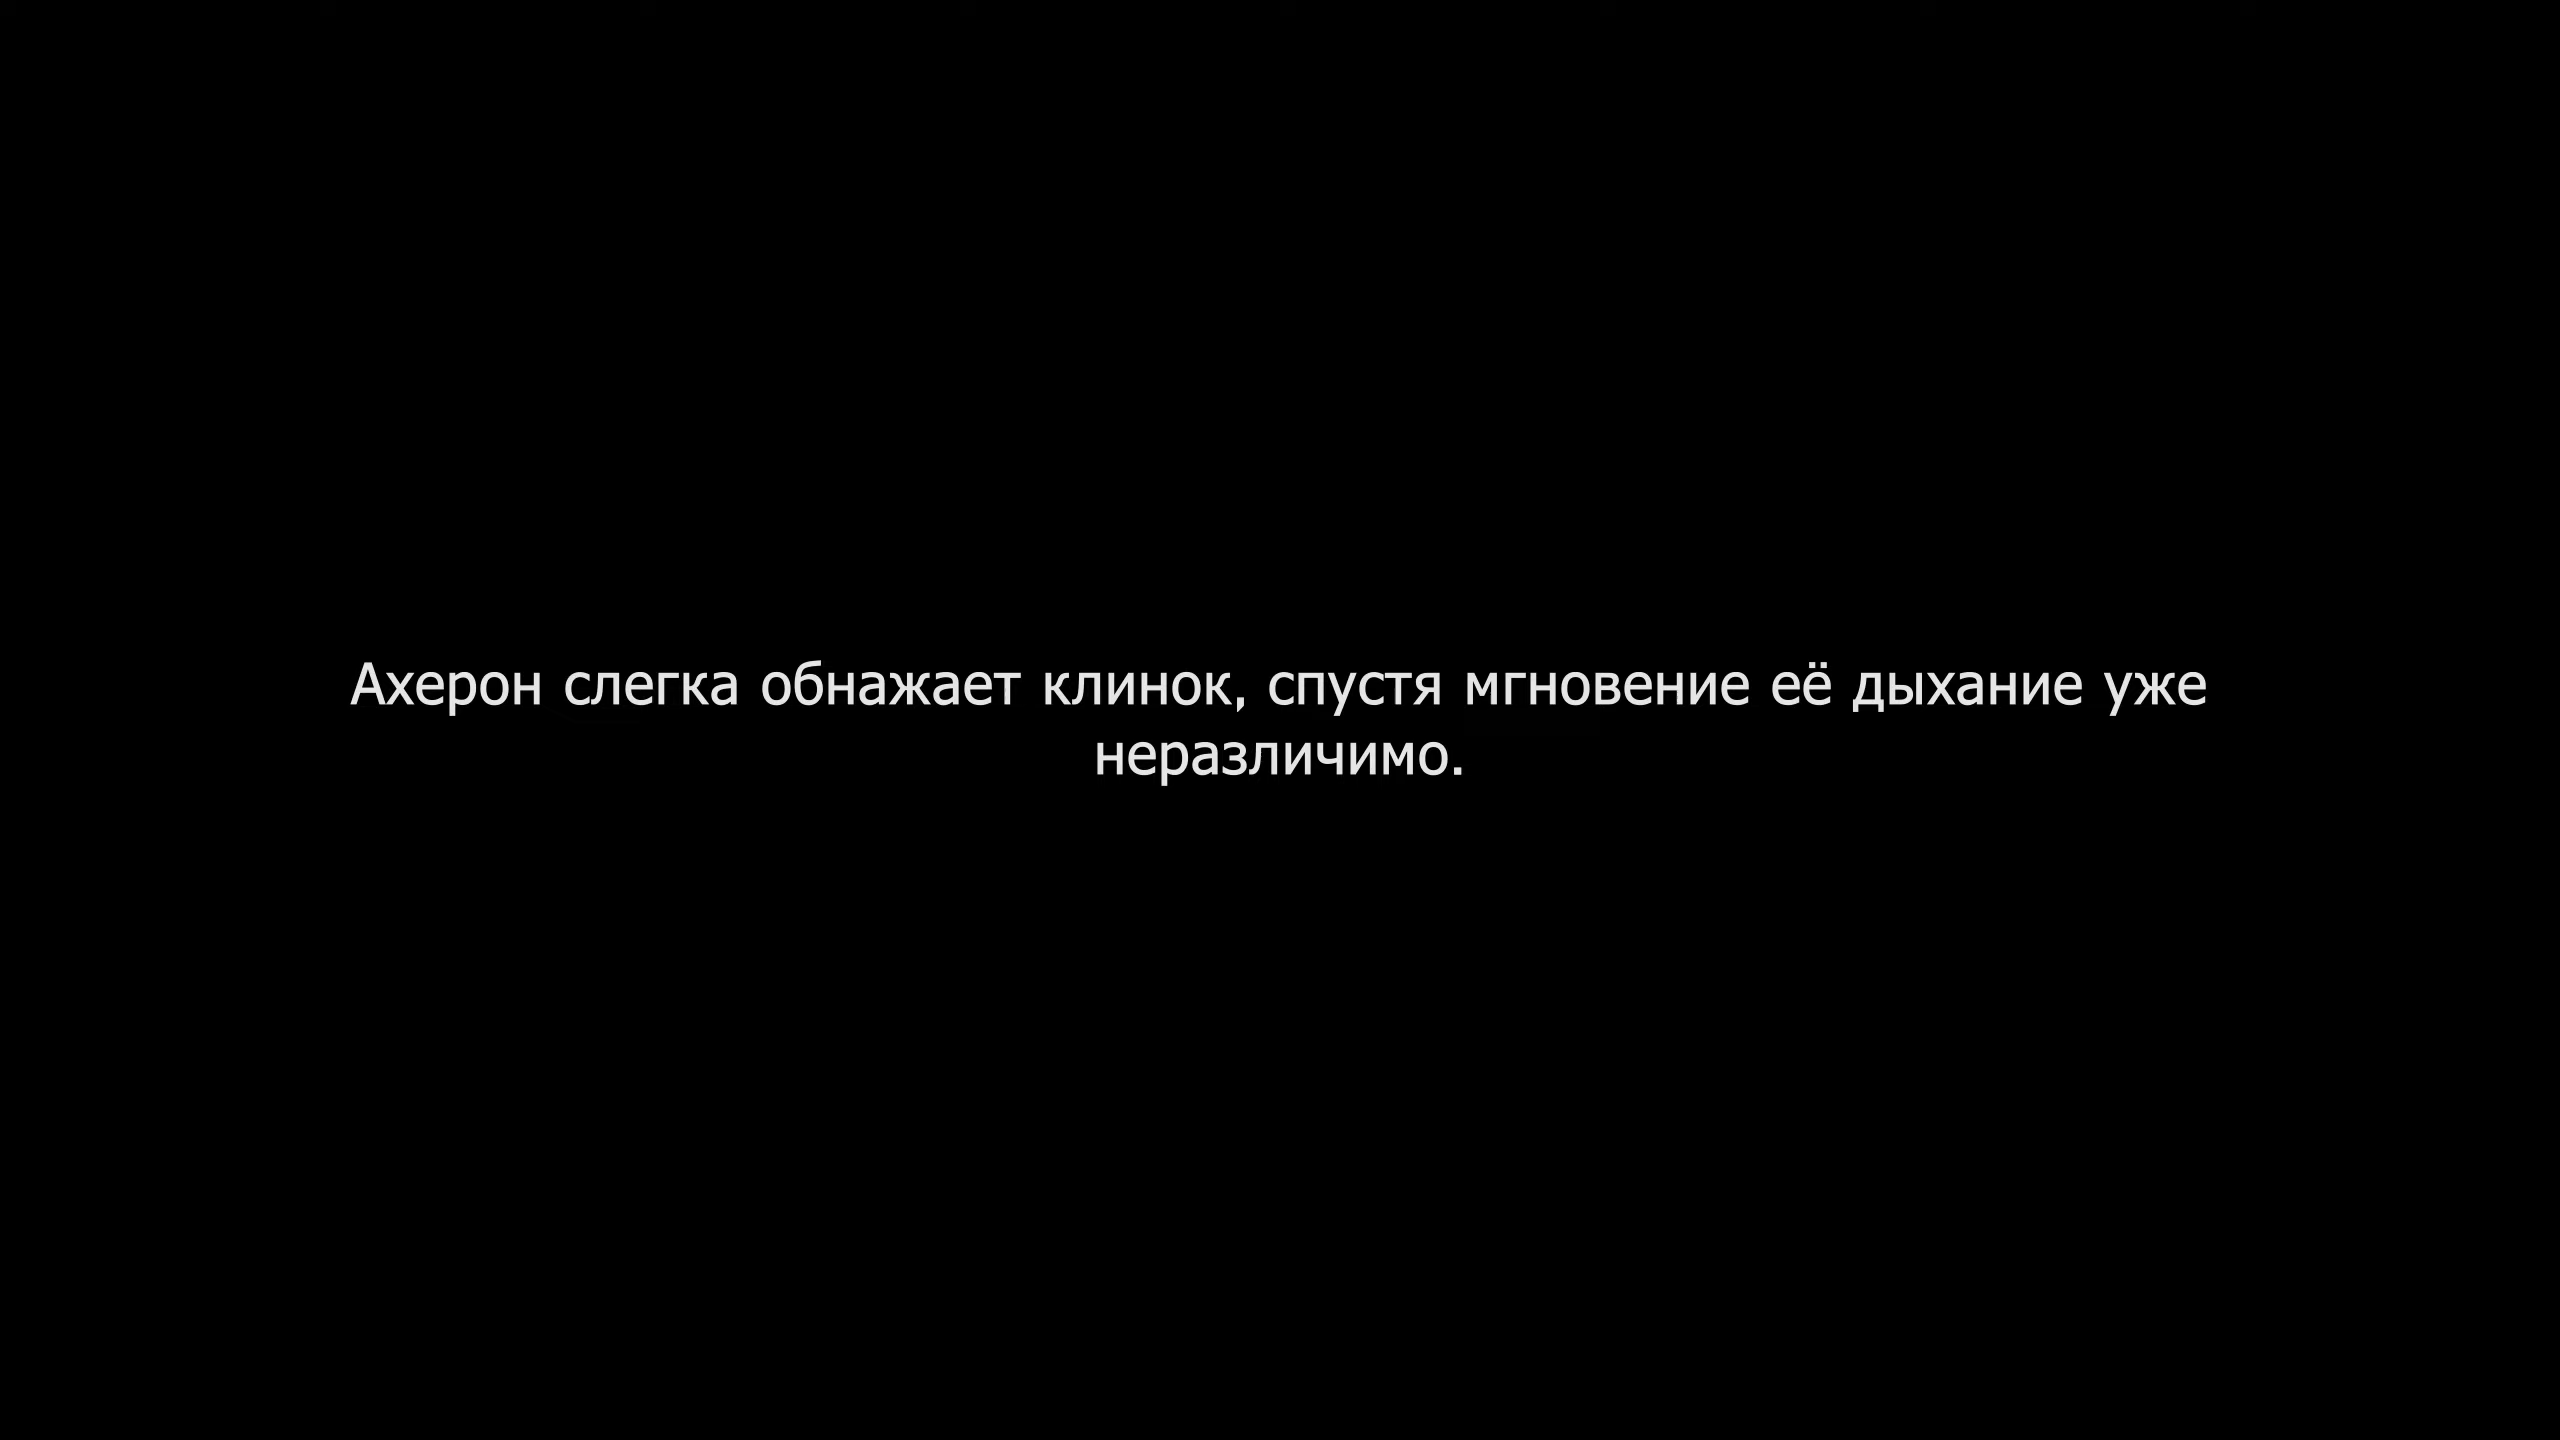 Ахерон слегка обнажает клинок, спустя мгновение её дыхание уже
неразличимо.